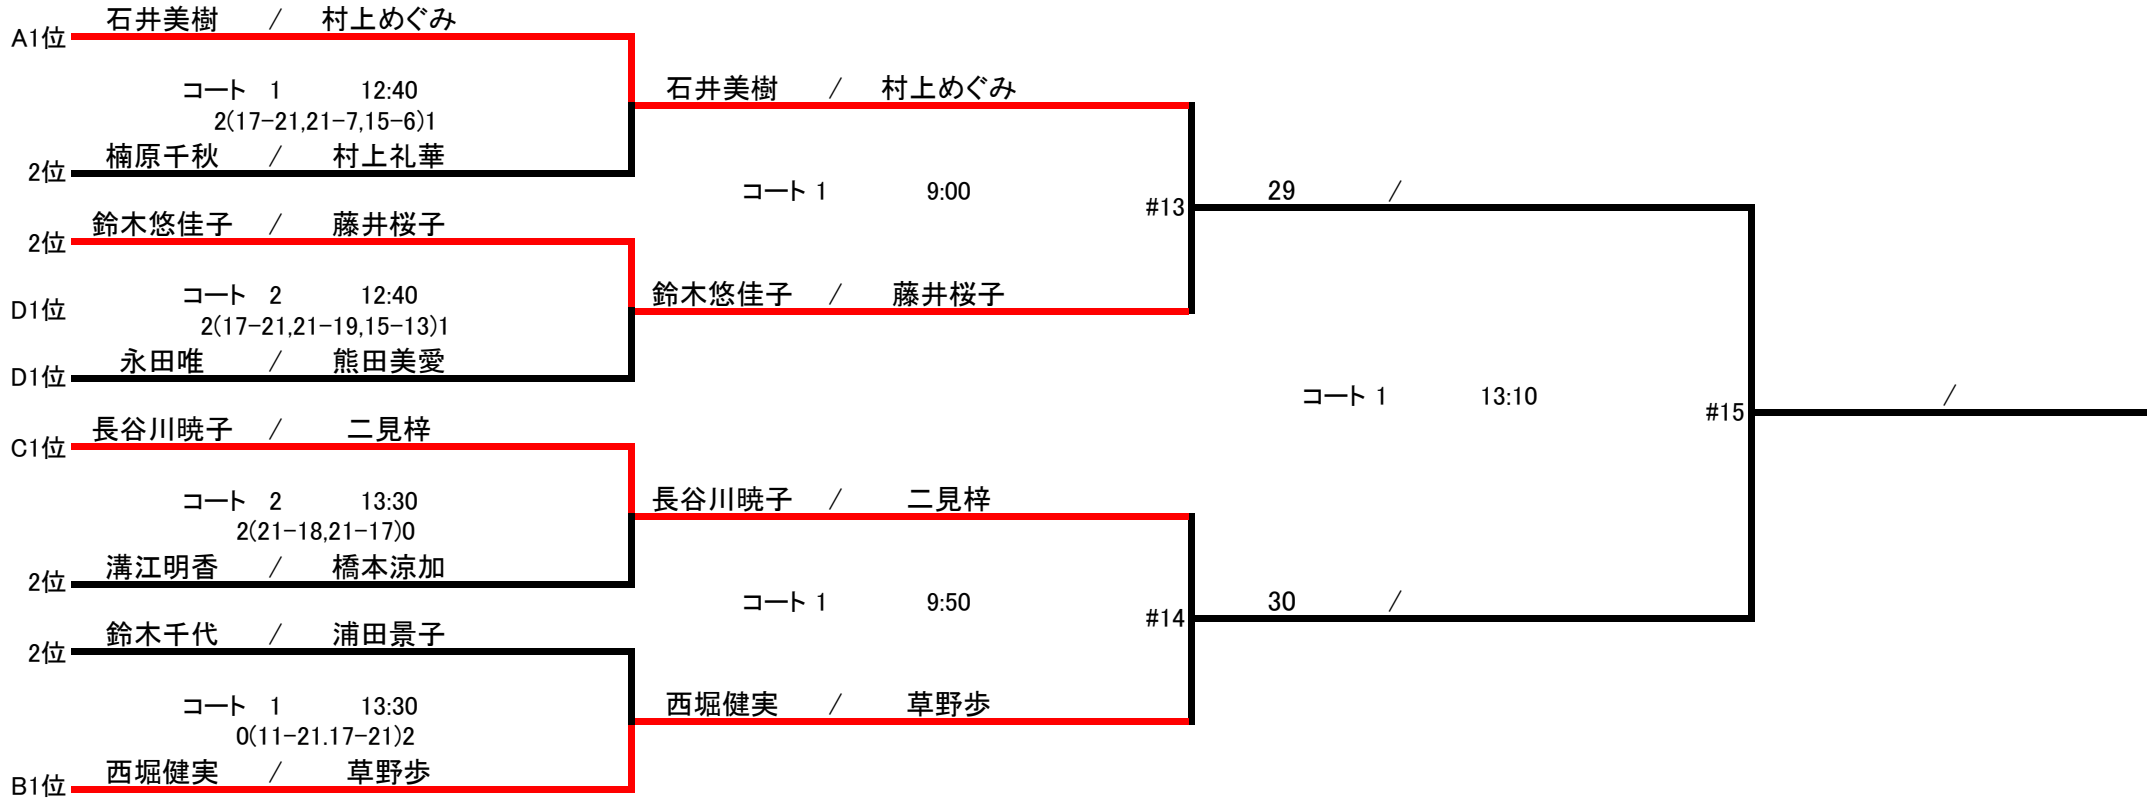 石井美樹 / 村上めぐみ
A1位
コート 1 12:40
2(17-21,21-7,15-6)1
楠原千秋 / 村上礼華
2位
鈴木悠佳子 / 藤井桜子
2位
コート 2 12:40
D1位
2(17-21,21-19,15-13)1
永田唯 / 熊田美愛
D1位
長谷川暁子 / 二見梓
C1位
コート 2 13:30
2(21-18,21-17)0
溝江明香 / 橋本涼加
2位
鈴木千代 / 浦田景子
2位
コート 1 13:30
0(11-21.17-21)2
西堀健実 / 草野歩
B1位
石井美樹 / 村上めぐみ
コート 1 9:00
#13
鈴木悠佳子 / 藤井桜子
長谷川暁子 / 二見梓
コート 1 9:50
#14
西堀健実 / 草野歩
29 /
コート 1 13:10
#15
30 /
/